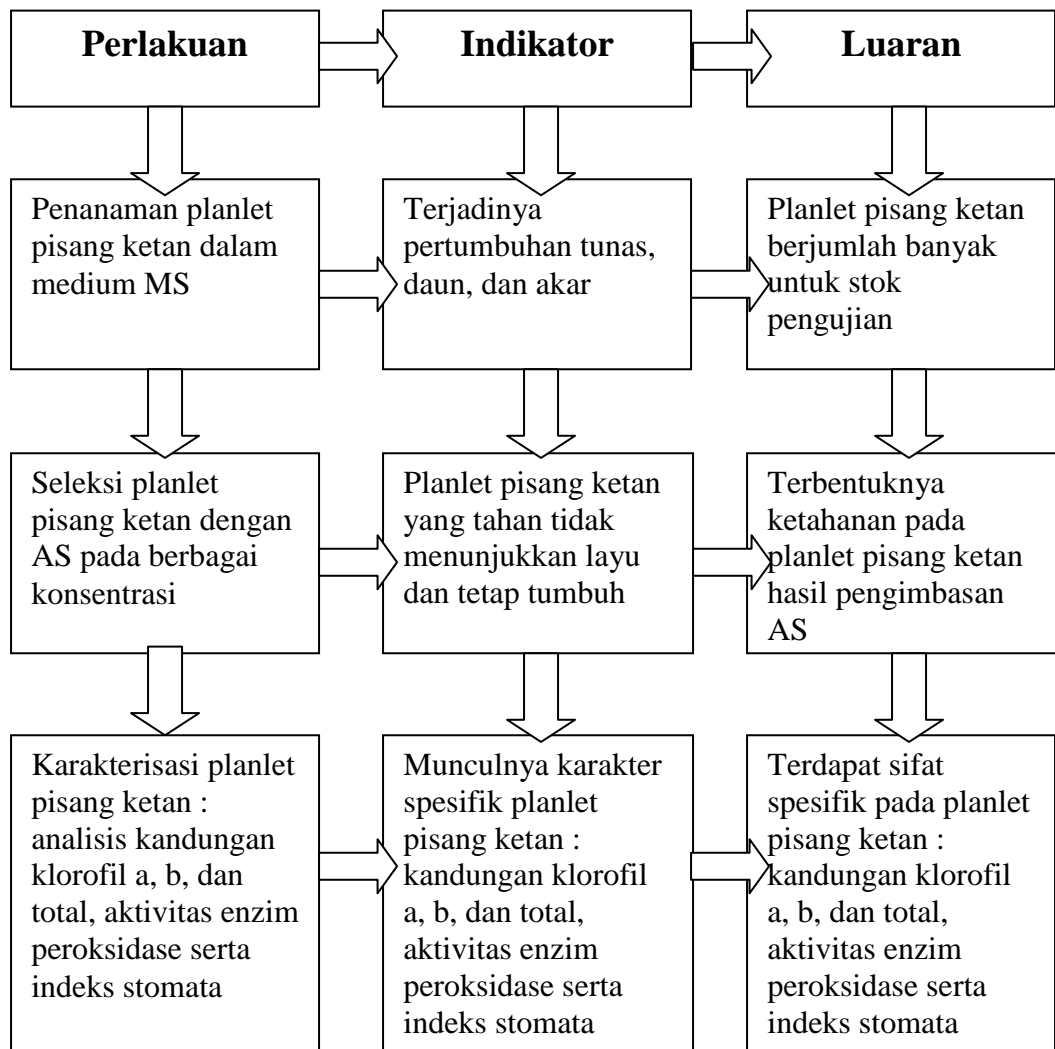 Perlakuan
Indikator
Luaran
Penanaman planlet
pisang ketan dalam
medium MS
Terjadinya
pertumbuhan tunas,
daun, dan akar
Planlet pisang ketan
berjumlah banyak
untuk stok
pengujian
Seleksi planlet
pisang ketan dengan
AS pada berbagai
konsentrasi
Planlet pisang ketan
yang tahan tidak
menunjukkan layu
dan tetap tumbuh
Terbentuknya
ketahanan pada
planlet pisang ketan
hasil pengimbasan
AS
Karakterisasi planlet
pisang ketan :
analisis kandungan
klorofil a, b, dan
total, aktivitas enzim
peroksidase serta
indeks stomata
Munculnya karakter
spesifik planlet
pisang ketan :
kandungan klorofil
a, b, dan total,
aktivitas enzim
peroksidase serta
indeks stomata
Terdapat sifat
spesifik pada planlet
pisang ketan :
kandungan klorofil
a, b, dan total,
aktivitas enzim
peroksidase serta
indeks stomata